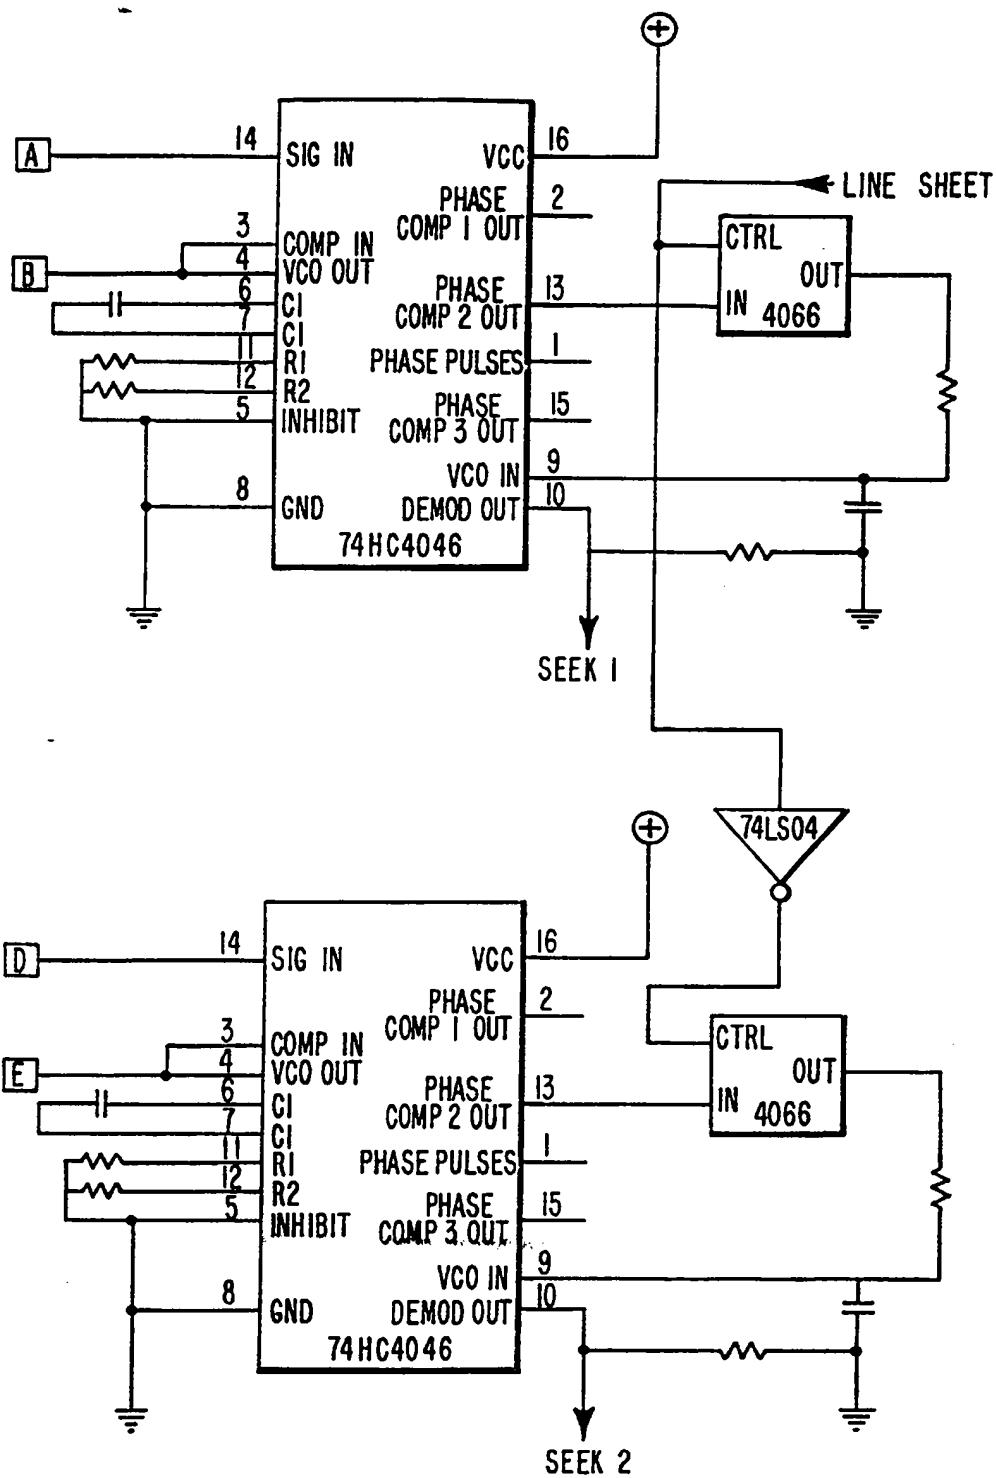 A
14
SIG IN
VCC
16
LINE SHEET
PHASE
COMP 1 OUT
2
3
COMP IN
CTRL
B
4
VCO OUT
OUT
6
C1
PHASE
COMP 2 OUT
13
IN
4066
7
C1
11
R1
PHASE PULSES
1
12
R2
PHASE
COMP 3 OUT
15
5
INHIBIT
VCO IN
9
8
GND
DEMOD OUT
10
74HC4046
SEEK 1
74LS04
D
14
SIG IN
VCC
16
PHASE
COMP 1 OUT
2
3
COMP IN
CTRL
E
4
VCO OUT
OUT
6
C1
PHASE
COMP 2 OUT
13
IN
4066
7
C1
11
R1
PHASE PULSES
1
12
R2
PHASE
COMP 3 OUT
15
5
INHIBIT
VCO IN
9
8
GND
DEMOD OUT
10
74HC4046
SEEK 2